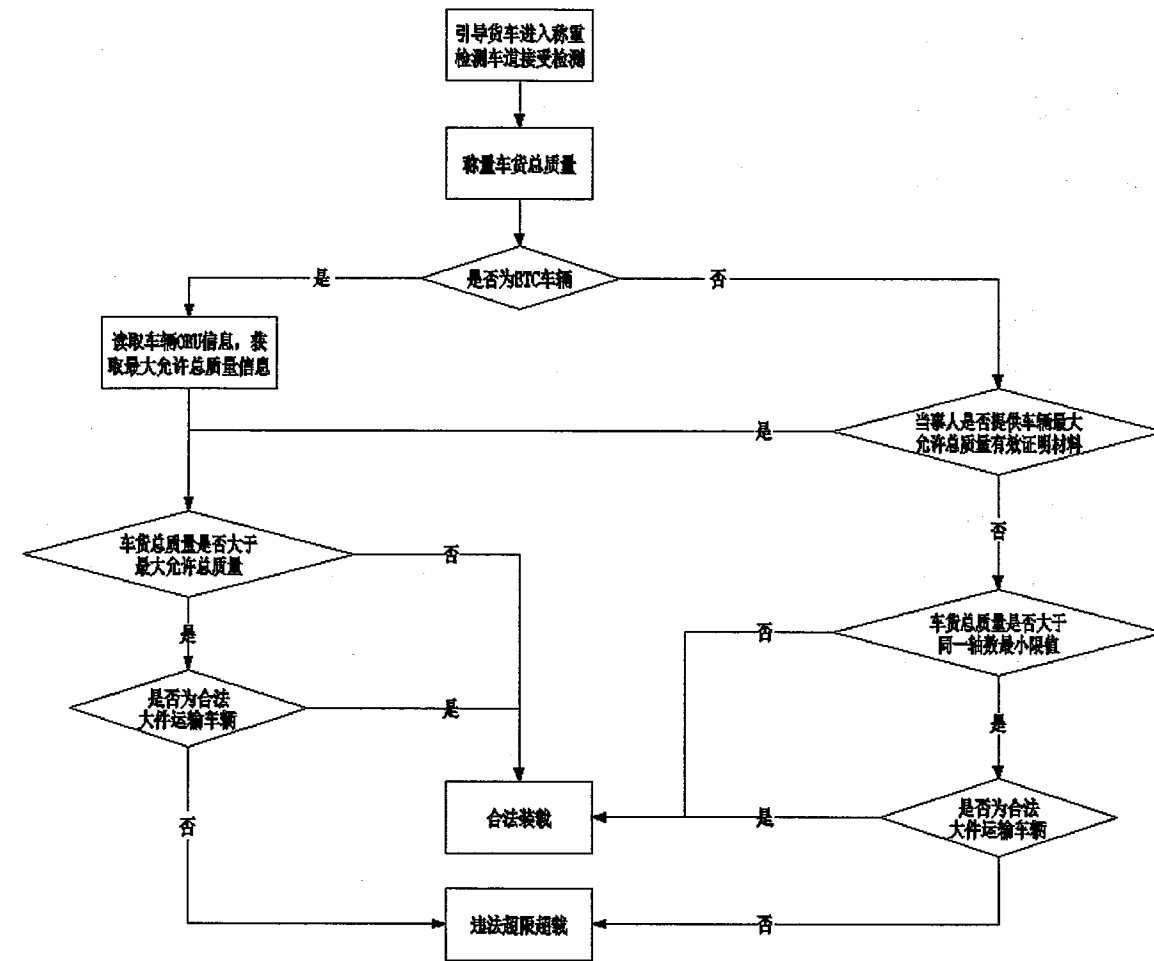 引导货车进入称重
检测车道接受检测
称量车货总质量
是否为ETC车辆
是
否
读取车辆OBU信息，获
取最大允许总质量信息
当事人是否提供车辆最大
允许总质量有效证明材料
是
否
车货总质量是否大于
最大允许总质量
否
是
车货总质量是否大于
同一轴数最小限值
否
是
是否为合法
大件运输车辆
是
否
合法装载
是否为合法
大件运输车辆
是
否
违法超限超载